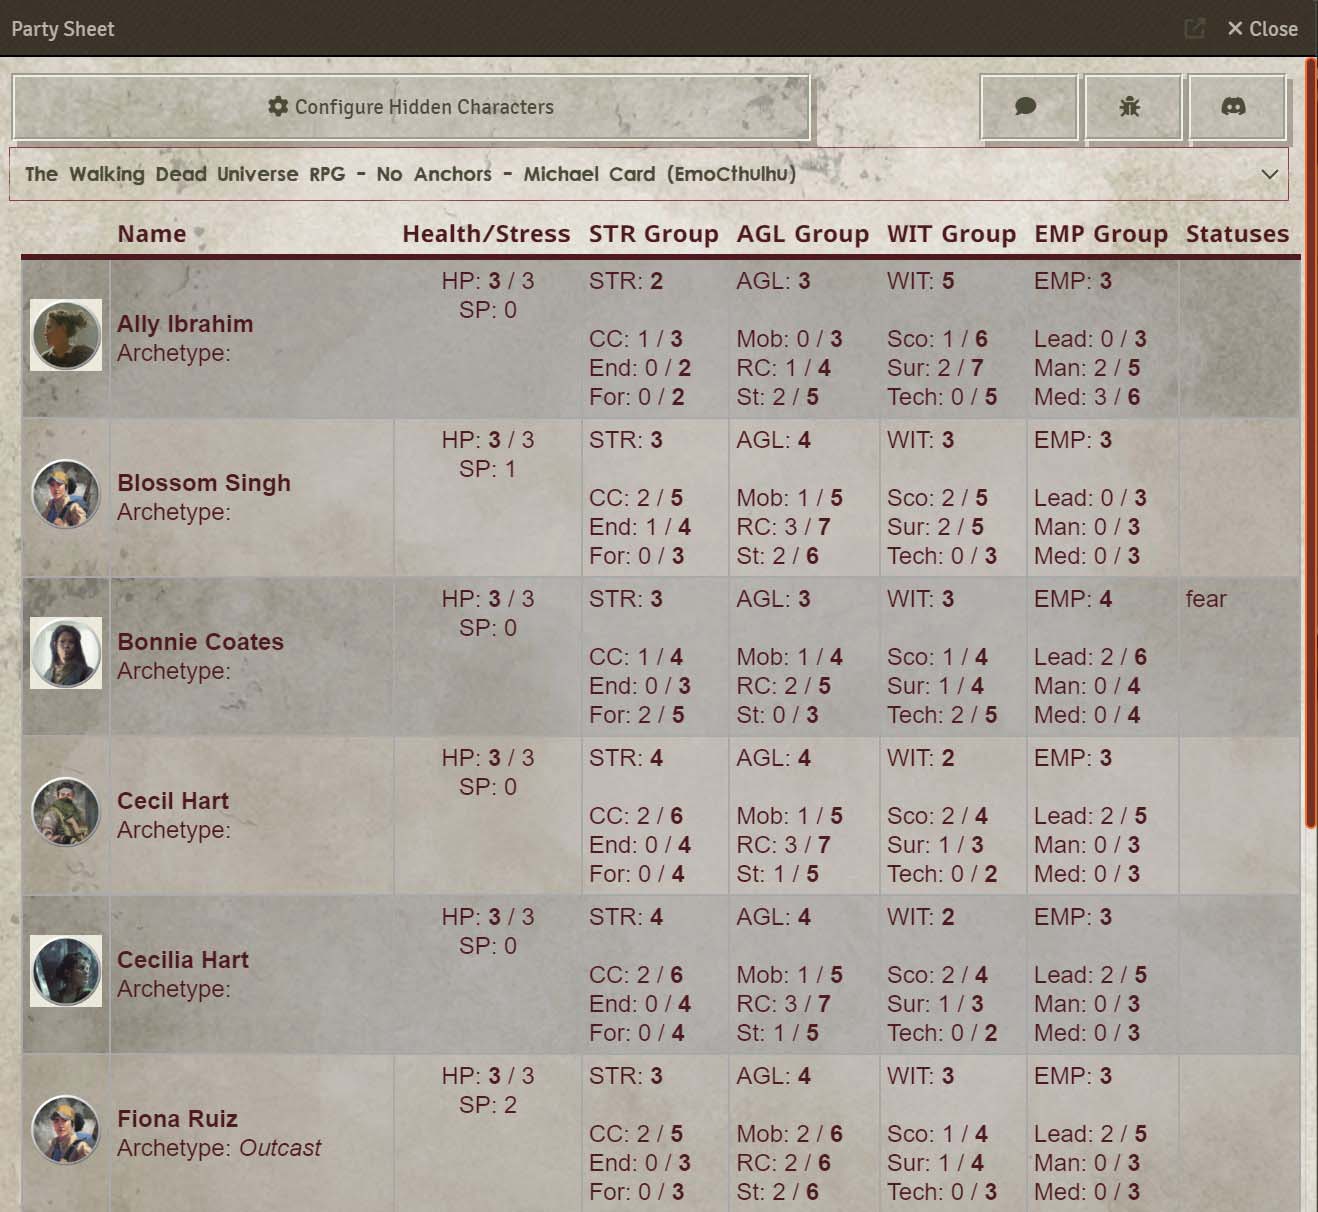 Party Sheet
Close
Configure Hidden Characters
The Walking Dead Universe RPG - No Anchors - Michael Card (EmoCthulhu)
Name Health/Stress STR Group AGL Group WIT Group EMP Group Statuses
HP: 3 / 3 STR: 2 AGL: 3 WIT: 5 EMP: 3
SP: 0
Ally Ibrahim
CC: 1 / 3 Mob: 0 / 3 Sco: 1 / 6 Lead: 0 / 3
Archetype:
End: 0 / 2 RC: 1 / 4 Sur: 2 / 7 Man: 2 / 5
For: 0 / 2 St: 2 / 5 Tech: 0 / 5 Med: 3 / 6
HP: 3 / 3 STR: 3 AGL: 4 WIT: 3 EMP: 3
SP: 1
Blossom Singh
CC: 2 / 5 Mob: 1 / 5 Sco: 2 / 5 Lead: 0 / 3
Archetype:
End: 1 / 4 RC: 3 / 7 Sur: 2 / 5 Man: 0 / 3
For: 0 / 3 St: 2 / 6 Tech: 0 / 3 Med: 0 / 3
HP: 3 / 3 STR: 3 AGL: 3 WIT: 3 EMP: 4 fear
SP: 0
Bonnie Coates
CC: 1 / 4 Mob: 1 / 4 Sco: 1 / 4 Lead: 2 / 6
Archetype:
End: 0 / 3 RC: 2 / 5 Sur: 1 / 4 Man: 0 / 4
For: 2 / 5 St: 0 / 3 Tech: 2 / 5 Med: 0 / 4
HP: 3 / 3 STR: 4 AGL: 4 WIT: 2 EMP: 3
SP: 0
Cecil Hart
CC: 2 / 6 Mob: 1 / 5 Sco: 2 / 4 Lead: 2 / 5
Archetype:
End: 0 / 4 RC: 3 / 7 Sur: 1 / 3 Man: 0 / 3
For: 0 / 4 St: 1 / 5 Tech: 0 / 2 Med: 0 / 3
HP: 3 / 3 STR: 4 AGL: 4 WIT: 2 EMP: 3
SP: 0
Cecilia Hart
CC: 2 / 6 Mob: 1 / 5 Sco: 2 / 4 Lead: 2 / 5
Archetype:
End: 0 / 4 RC: 3 / 7 Sur: 1 / 3 Man: 0 / 3
For: 0 / 4 St: 1 / 5 Tech: 0 / 2 Med: 0 / 3
HP: 3 / 3 STR: 3 AGL: 4 WIT: 3 EMP: 3
SP: 2
Fiona Ruiz
CC: 2 / 5 Mob: 2 / 6 Sco: 1 / 4 Lead: 2 / 5
Archetype: Outcast
End: 0 / 3 RC: 2 / 6 Sur: 1 / 4 Man: 0 / 3
For: 0 / 3 St: 2 / 6 Tech: 0 / 3 Med: 0 / 3